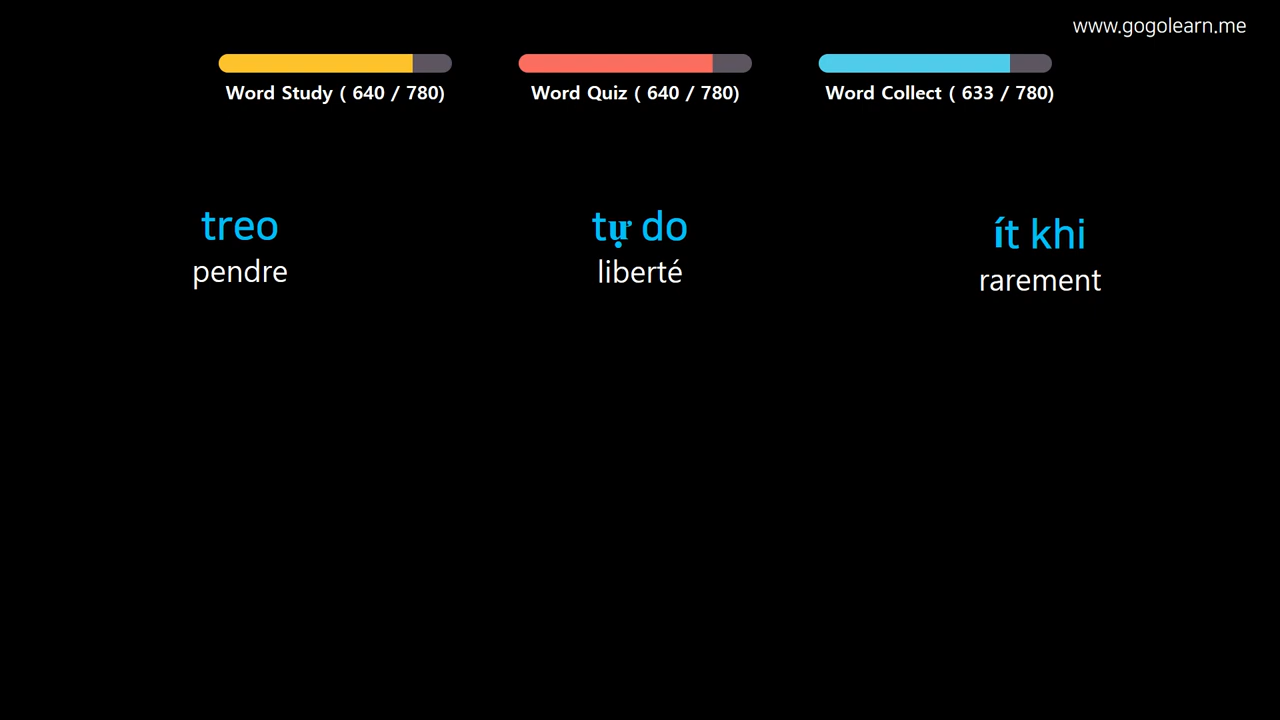 www.gogolearn.me
Word Study ( 640 / 780)
Word Quiz ( 640 / 780)
Word Collect ( 633 / 780)
treo
pendre
tự do
liberté
ít khi
rarement